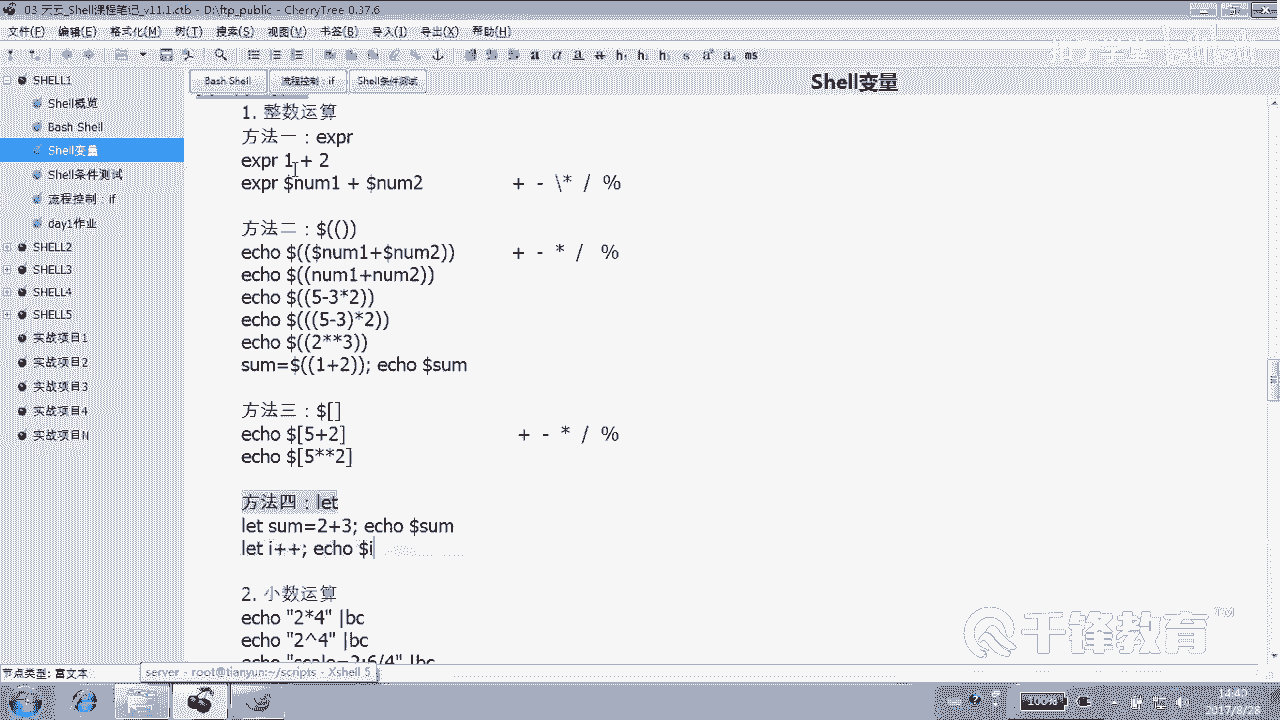 03 天云_Shell课程笔记_v11.1.ctb - D:\ftp_public - CherryTree 0.37.6
文件(F) 编辑(E) 格式化(M) 树(T) 搜索(S) 视图(V) 书签(B) 导入(I) 导出(X) 帮助(H)
SHELL1
Shell概览
Bash Shell
Shell变量
Shell条件测试
流程控制：if
day1作业
SHELL2
SHELL3
SHELL4
SHELL5
实战项目1
实战项目2
实战项目3
实战项目4
实战项目N
Bash Shell 流程控制：if Shell条件测试 Shell变量
1. 整数运算
方法一：expr
expr 1 + 2
expr $num1 + $num2 + - \* / %
方法二：$(())
echo $(($num1+$num2)) + - * / %
echo $((num1+num2))
echo $((5-3*2))
echo $(((5-3)*2))
echo $((2**3))
sum=$((1+2)); echo $sum
方法三：$[]
echo $[5+2] + - * / %
echo $[5**2]
方法四：let
let sum=2+3; echo $sum
let i++; echo $i
2. 小数运算
echo "2*4" |bc
echo "2^4" |bc
echo "scale=2;6/4" |bc
千锋教育 TM
节点类型: 富文本
server - root@tianyun:~/scripts - Xshell 5
100%
14:40
2017/8/28